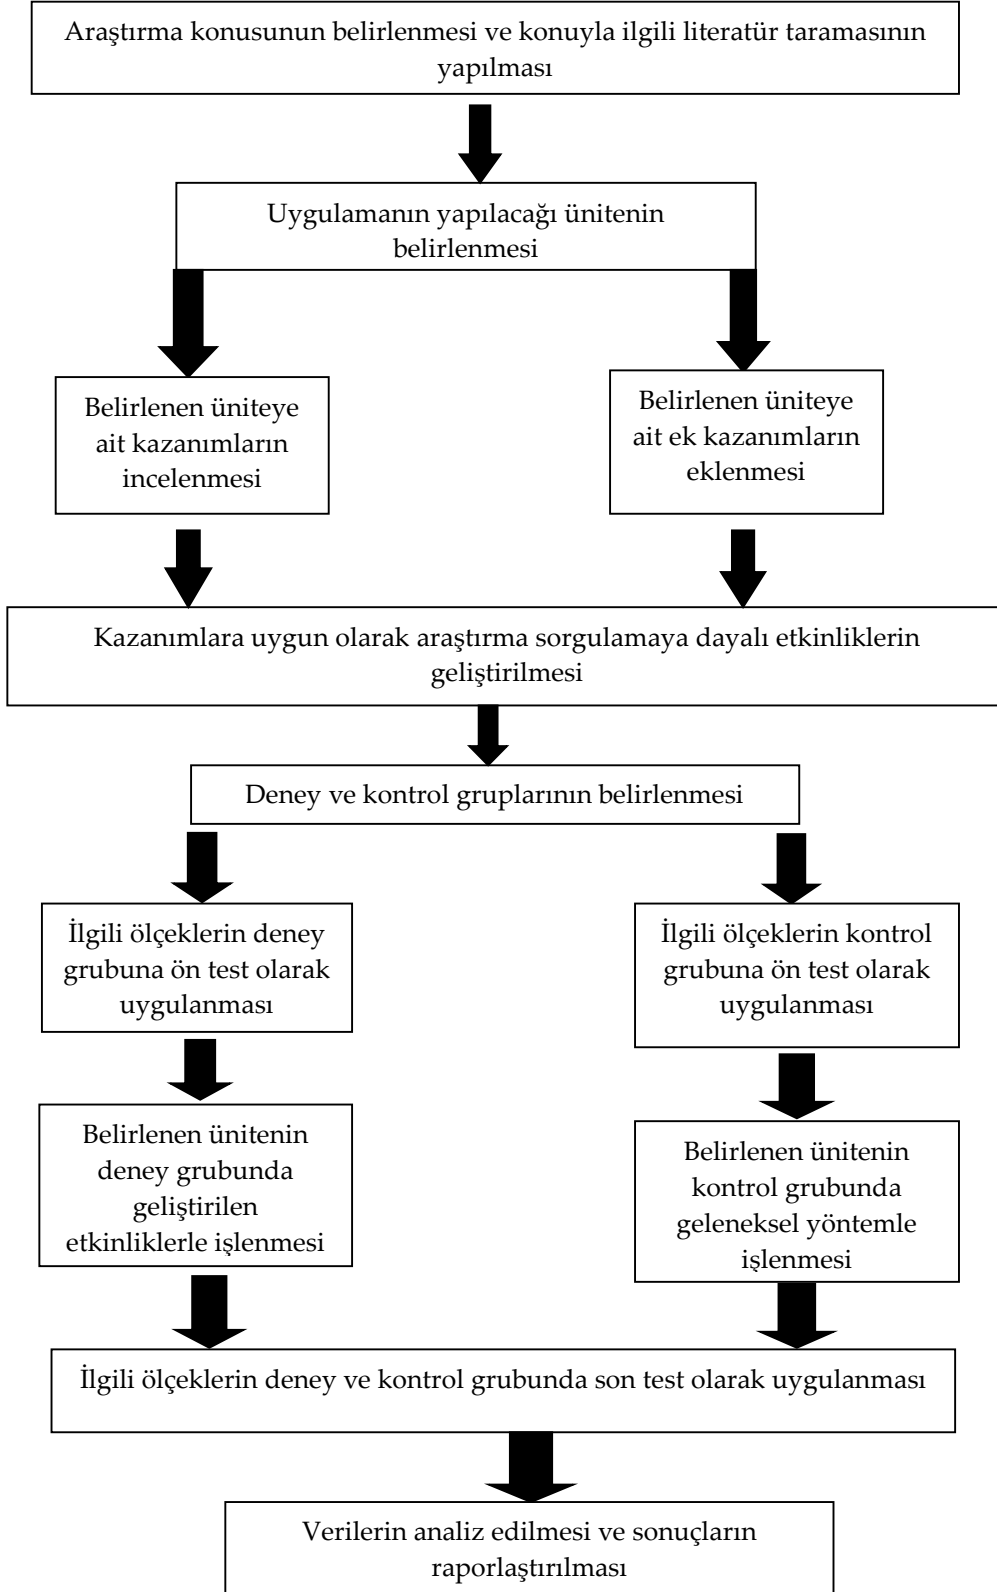 Araştırma konusunun belirlenmesi ve konuyla ilgili literatür taramasının
yapılması
Uygulamanın yapılacağı ünitenin
belirlenmesi
Belirlenen üniteye
ait kazanımların
incelenmesi
Belirlenen üniteye
ait ek kazanımların
eklenmesi
Kazanımlara uygun olarak araştırma sorgulamaya dayalı etkinliklerin
geliştirilmesi
Deney ve kontrol gruplarının belirlenmesi
İlgili ölçeklerin deney
grubuna ön test olarak
uygulanması
İlgili ölçeklerin kontrol
grubuna ön test olarak
uygulanması
Belirlenen ünitenin
deney grubunda
geliştirilen
etkinliklerle işlenmesi
Belirlenen ünitenin
kontrol grubunda
geleneksel yöntemle
işlenmesi
İlgili ölçeklerin deney ve kontrol grubunda son test olarak uygulanması
Verilerin analiz edilmesi ve sonuçların
raporlaştırılması